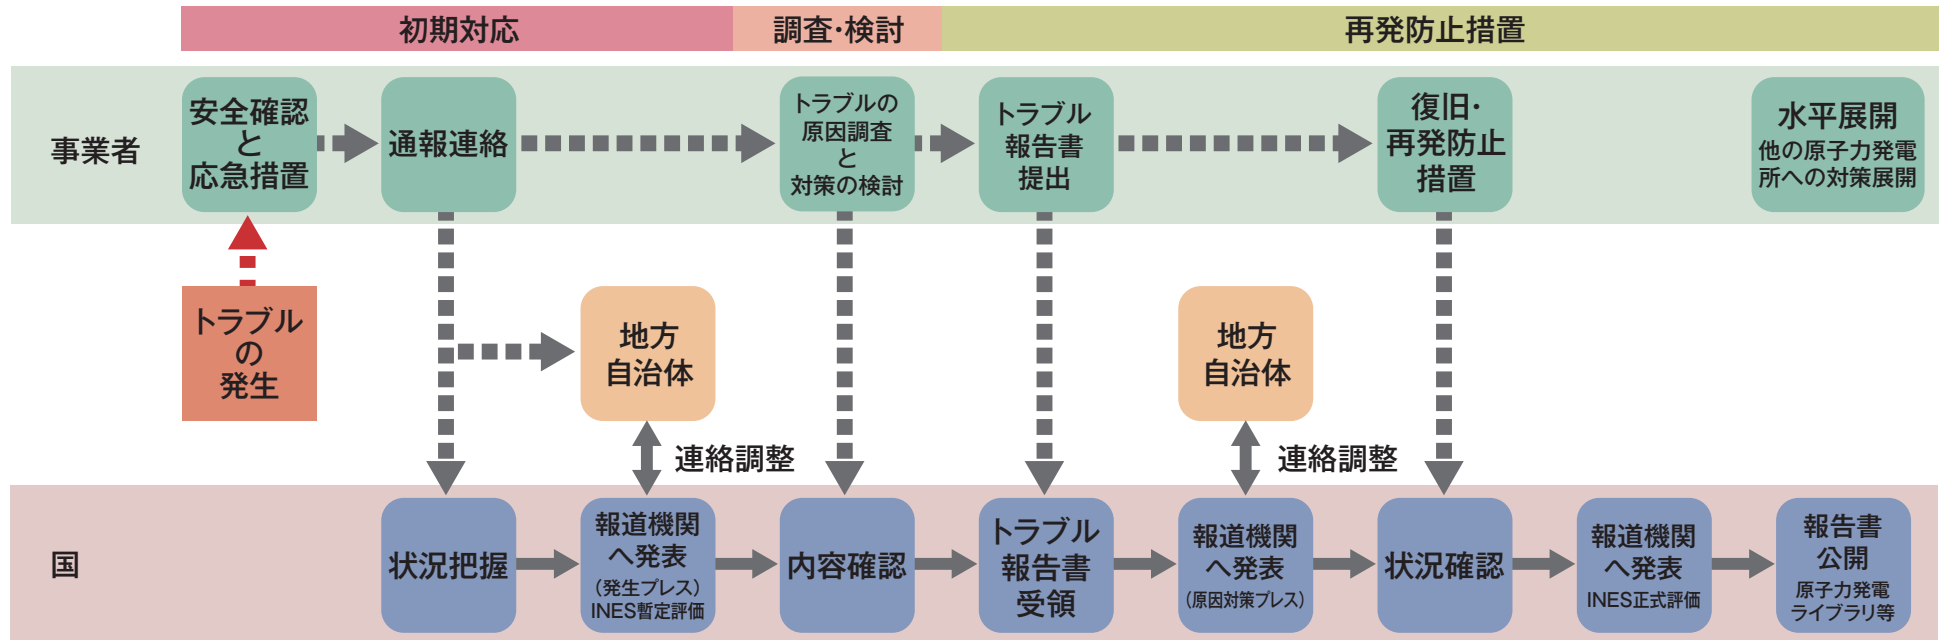 初期対応
調査・検討
再発防止措置
事業者
安全確認
と
応急措置
通報連絡
トラブルの
原因調査
と
対策の検討
トラブル
報告書
提出
復旧・
再発防止
措置
水平展開
他の原子力発電
所への対策展開
トラブル
の
発生
地方
自治体
連絡調整
地方
自治体
連絡調整
国
状況把握
報道機関
へ発表
(発生プレス)
INES暫定評価
内容確認
トラブル
報告書
受領
報道機関
へ発表
(原因対策プレス)
状況確認
報道機関
へ発表
INES正式評価
報告書
公開
原子力発電
ライブラリ等